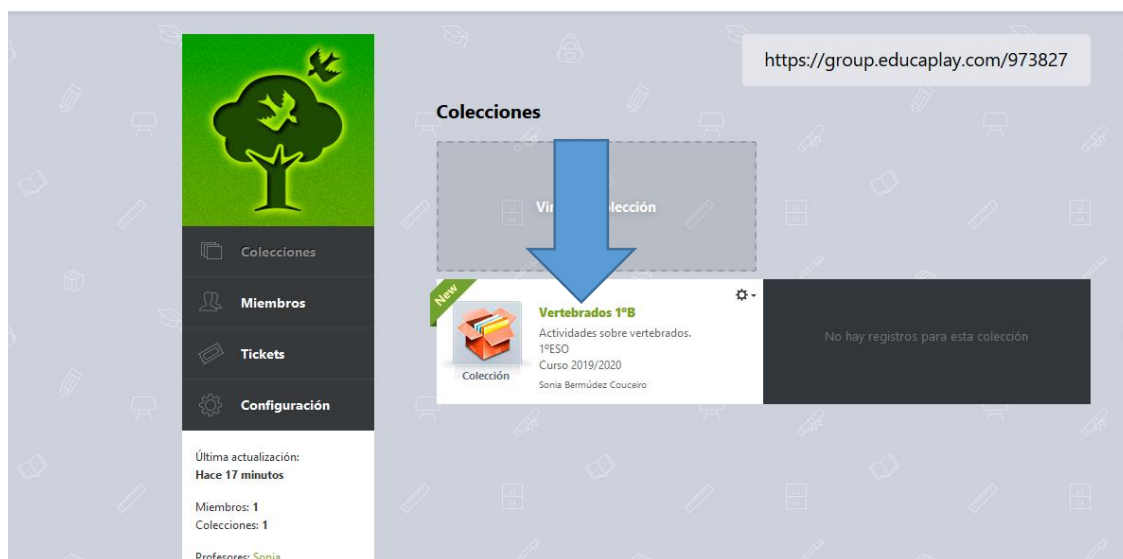 https://group.educaplay.com/973827
Colecciones
Colecciones
Miembros
Tickets
Configuración
New
Colección
Vertebrados 1ºB
Actividades sobre vertebrados.
1ºESO
Curso 2019/2020
Sonia Bermúdez Couceiro
No hay registros para esta colección
Última actualización:
Hace 17 minutos
Miembros: 1
Colecciones: 1
Profesores: Sonia